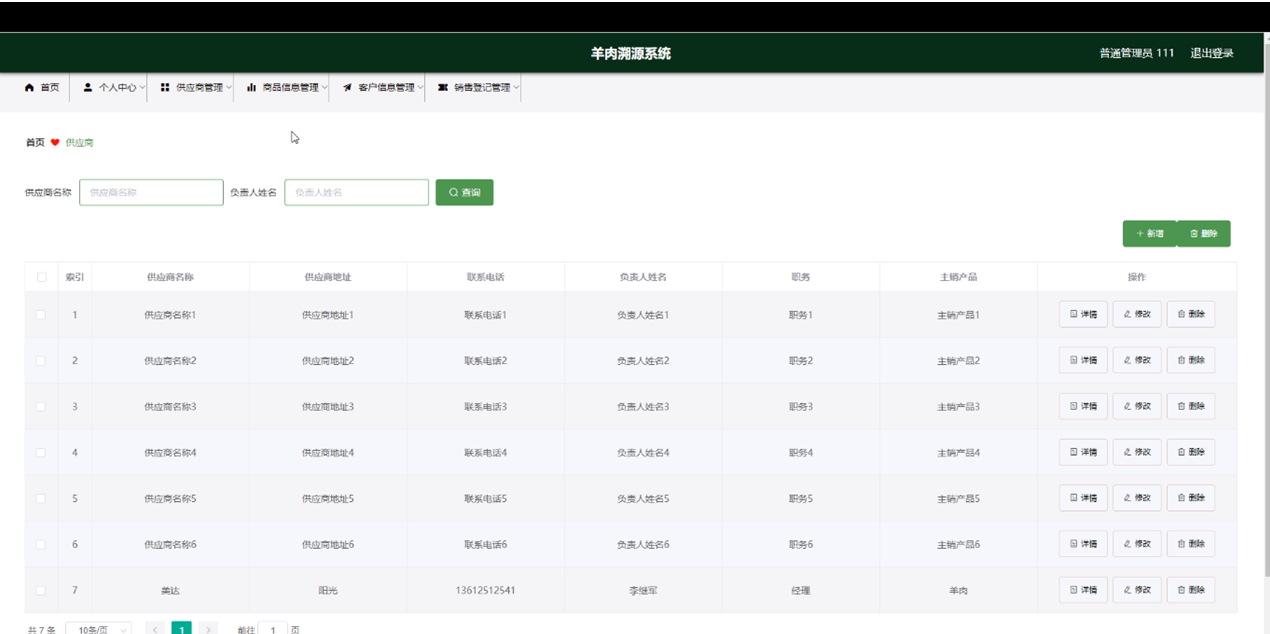 羊肉溯源系统
普通管理员 111 退出登录
首页 个人中心 供应商管理 商品信息管理 客户信息管理 销售登记管理
首页 供应商
供应商名称 供应商名称 负责人姓名 负责人姓名 查询
新增 删除
索引 供应商名称 供应商地址 联系电话 负责人姓名 职务 主销产品 操作
1 供应商名称1 供应商地址1 联系电话1 负责人姓名1 职务1 主销产品1 详情 修改 删除
2 供应商名称2 供应商地址2 联系电话2 负责人姓名2 职务2 主销产品2 详情 修改 删除
3 供应商名称3 供应商地址3 联系电话3 负责人姓名3 职务3 主销产品3 详情 修改 删除
4 供应商名称4 供应商地址4 联系电话4 负责人姓名4 职务4 主销产品4 详情 修改 删除
5 供应商名称5 供应商地址5 联系电话5 负责人姓名5 职务5 主销产品5 详情 修改 删除
6 供应商名称6 供应商地址6 联系电话6 负责人姓名6 职务6 主销产品6 详情 修改 删除
7 美达 阳光 13612512541 李继军 经理 羊肉 详情 修改 删除
共 7 条 10条/页 1 前往 1 页